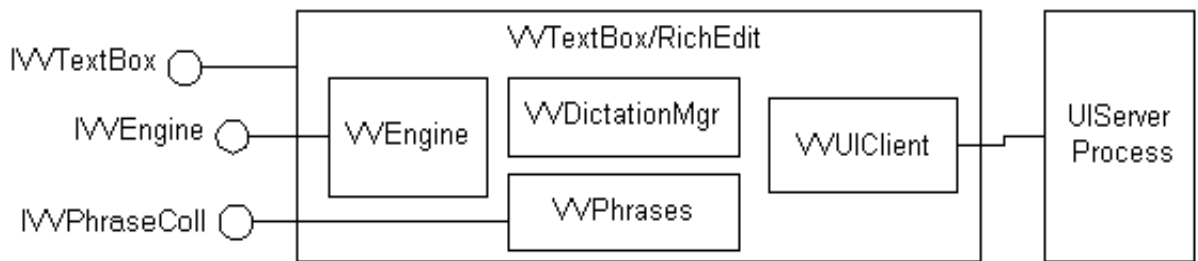 VVTextBox/RichEdit
IVVTextBox
IVVEngine
VVEngine
VVDictationMgr
VVUIClient
UIServer
Process
IVVPhraseColl
VVPhrases